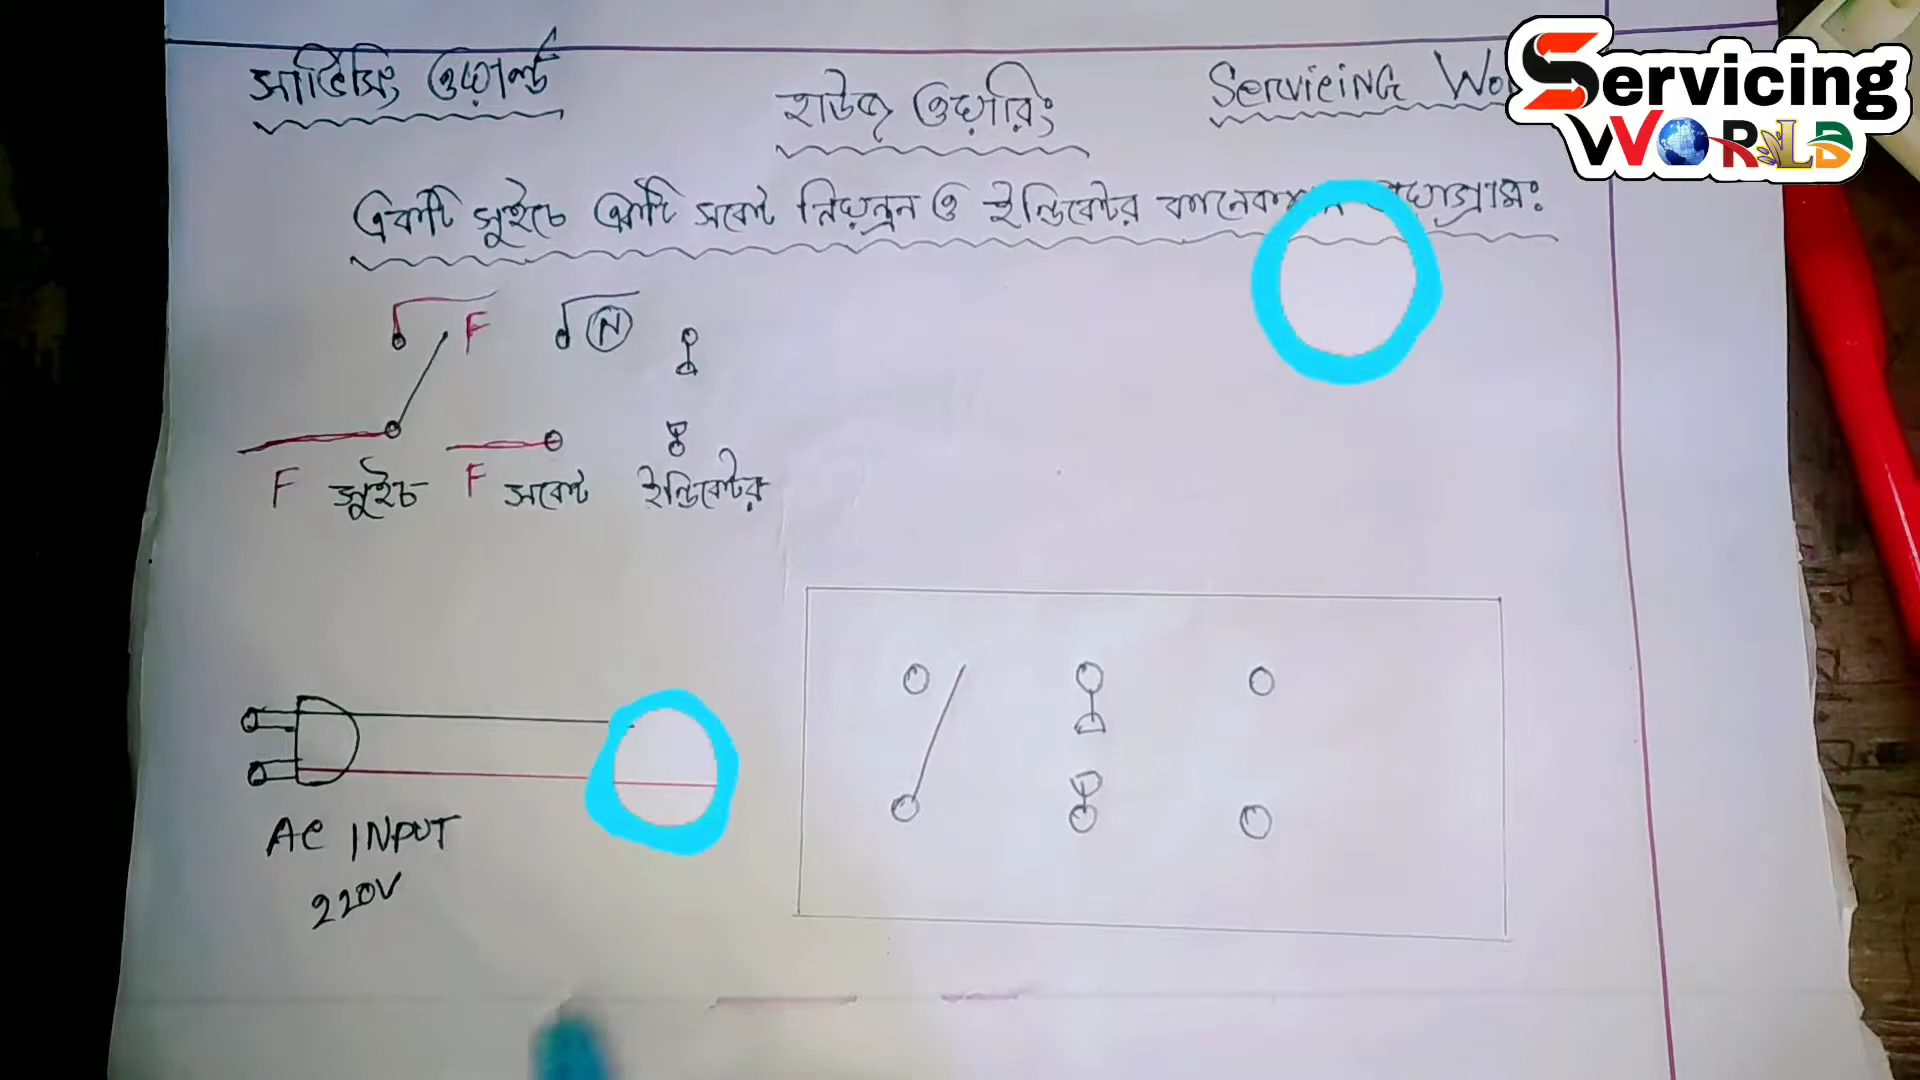 সার্ভিসিং ওয়ার্ল্ড
হাউজ ওয়্যারিং
Servicing Wo
Servicing
WORLD
একটি সুইচে একটি সকেট নিয়ন্ত্রন ও ইন্ডিকেটর
F
N
F সুইচ
F সকেট
ইন্ডিকেটর
AC INPUT
220V